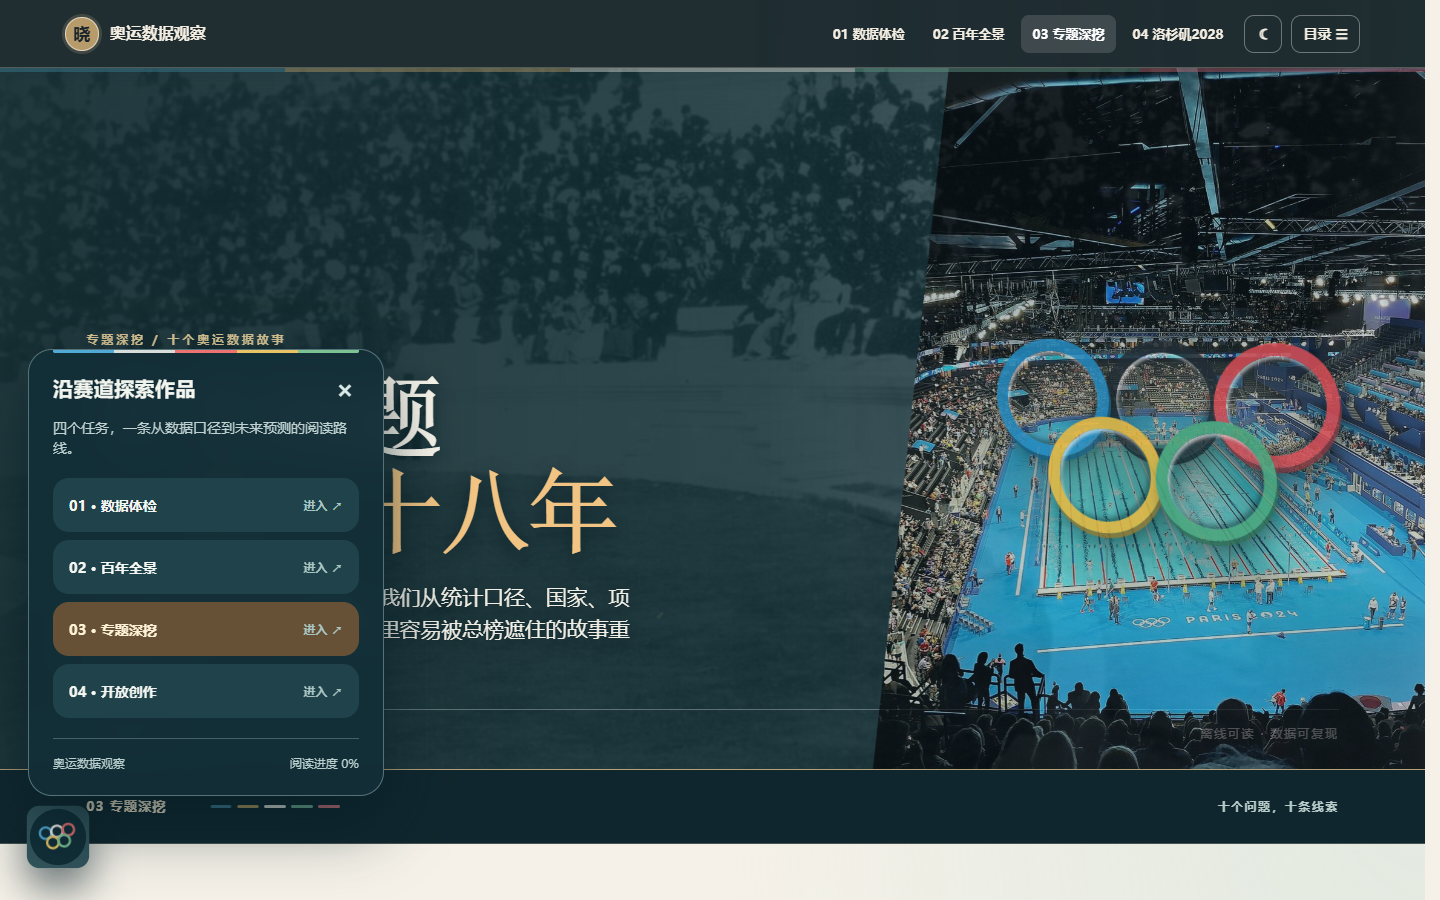 晓 奥运数据观察
01 数据体检 02 百年全景 03 专题深挖 04 洛杉矶2028 目录
专题深挖 / 十个奥运数据故事
沿赛道探索作品
四个任务，一条从数据口径到未来预测的阅读路
线。
01 • 数据体检 进入 ↗
02 • 百年全景 进入 ↗
03 • 专题深挖 进入 ↗
04 • 开放创作 进入 ↗
奥运数据观察 阅读进度 0%
题
十八年
我们从统计口径、国家、项
里容易被总榜遮住的故事重
PARIS 2024
离线可读 · 数据可复现
03 专题深挖
十个问题，十条线索